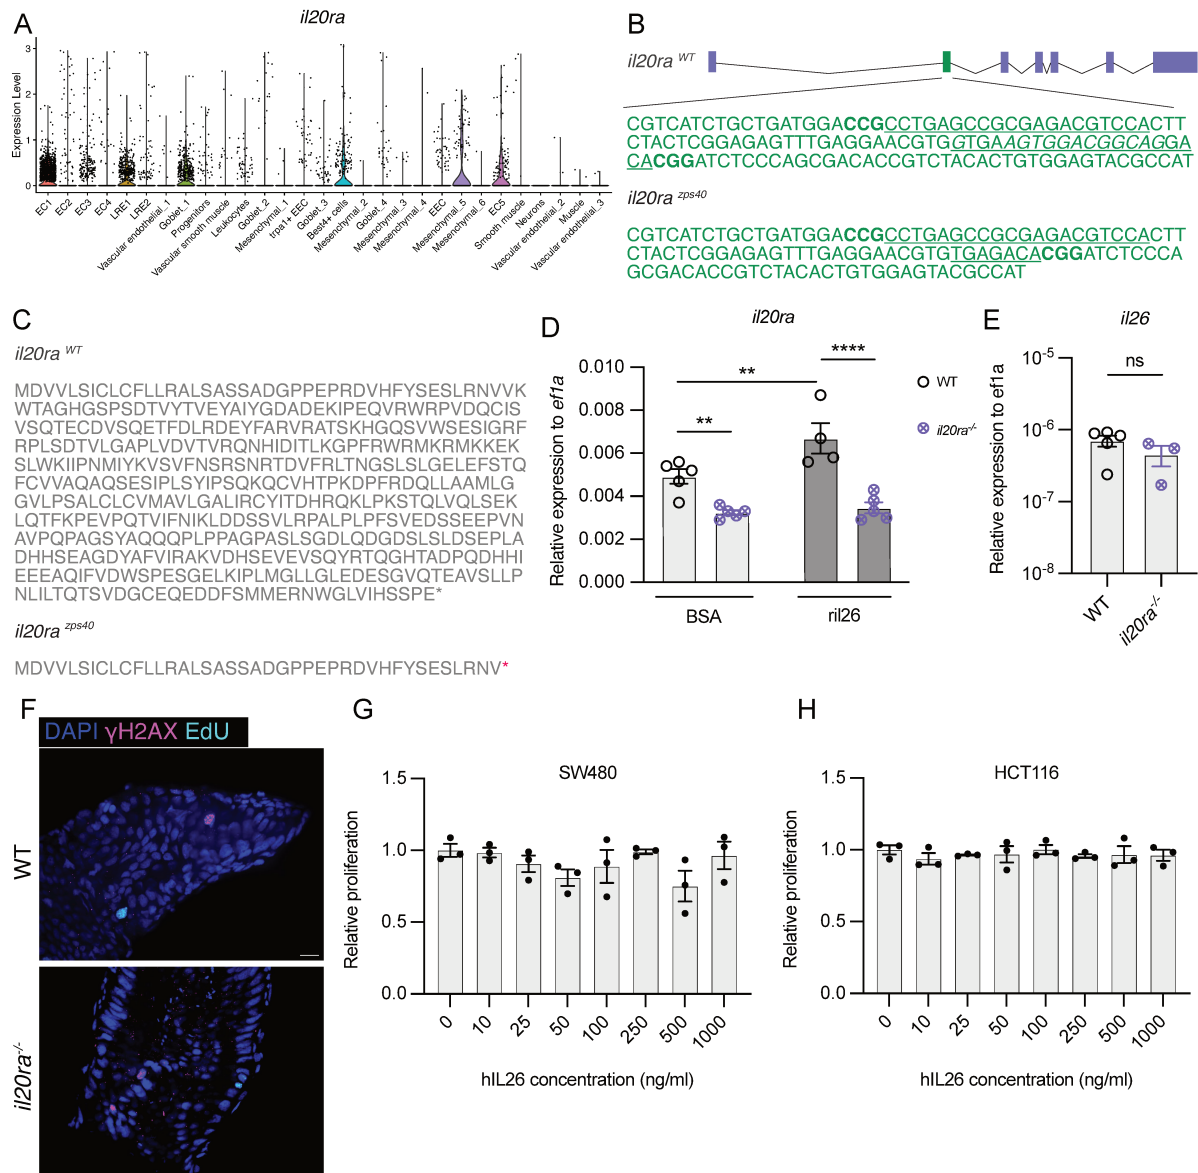 A
il20ra
Expression Level
3
2
1
0
EC1
EC2
EC3
EC4
LRE1
LRE2
Vascular endothelial_1
Goblet_1
Progenitors
Vascular smooth muscle
Leukocytes
Goblet_2
Mesenchymal_1
trpa1+ EEC
Goblet_3
Best4+ cells
Mesenchymal_2
Goblet_4
Mesenchymal_3
Mesenchymal_4
EEC
Mesenchymal_5
Mesenchymal_6
EC5
Smooth muscle
Neurons
Vascular endothelial_2
Muscle
Vascular endothelial_3
B
il20ra WT
CGTCATCTGCTGATGGACCGCCTGAGCCGCGAGACGTCCACTT
CTACTCGGAGAGTTTGAGGAACGTGGTGAAGTGGACGGCAGGA
CACGGATCTCCCAGCGACACCGTCTACACTGTGGAGTACGCCAT
il20ra zps40
CGTCATCTGCTGATGGACCGCCTGAGCCGCGAGACGTCCACTT
CTACTCGGAGAGTTTGAGGAACGTGTGAGACACGGATCTCCCA
GCGACACCGTCTACACTGTGGAGTACGCCAT
C
il20ra WT
MDVVLSICLCFLLRALSASSADGPPEPRDVHFYSESLRNVVK
WTAGHGSPSDTVYTVEYAIYGDADEKIPEQVRWRPVDQCIS
VSQTECDVSQETFDLRDEYFARVRATSKHGQSVWSESIGRF
RPLSDTVLGAPLVDVTVRQNHIDITLKGPFRWRMKRMKKEK
SLWKIIPNMIYKVSVFNSRSNRTDVFRLTNGSLSLGELEFSTQ
FCVVAQAQSESIPLSYIPSQKQCVHTPKDPFRDQLLAAMLG
GVLPSALCLCVMAVLGALIRCYITDHRQKLPKSTQLVQLSEK
LQTFKPEVPQTVIFNIKLDDSSVLRPALPLPFSVEDSSEEPVN
AVPQPAGSYAQQQPLPPAGPASLSGDLQDGDSLSLDSEPLA
DHHSEAGDYAFVIRAKVDHSEVEVSQYRTQGHTADPQDHHI
EEEAQIFVDWSPESGELKIPLMGLLGLEDESGVQTEAVSLLP
NLILTQTSVDGCEQEDDFSMMERNWGLVIHSSPE*
il20ra zps40
MDVVLSICLCFLLRALSASSADGPPEPRDVHFYSESLRNV*
D
il20ra
Relative expression to ef1a
0.010
0.008
0.006
0.004
0.002
0.000
**
**
****
WT
il20ra-/-
BSA
ril26
E
il26
Relative expression to ef1a
10-5
10-6
10-7
10-8
ns
WT
il20ra-/-
F
DAPI γH2AX EdU
WT
il20ra-/-
G
SW480
Relative proliferation
1.5
1.0
0.5
0.0
0
10
25
50
100
250
500
1000
hIL26 concentration (ng/ml)
H
HCT116
Relative proliferation
1.5
1.0
0.5
0.0
0
10
25
50
100
250
500
1000
hIL26 concentration (ng/ml)